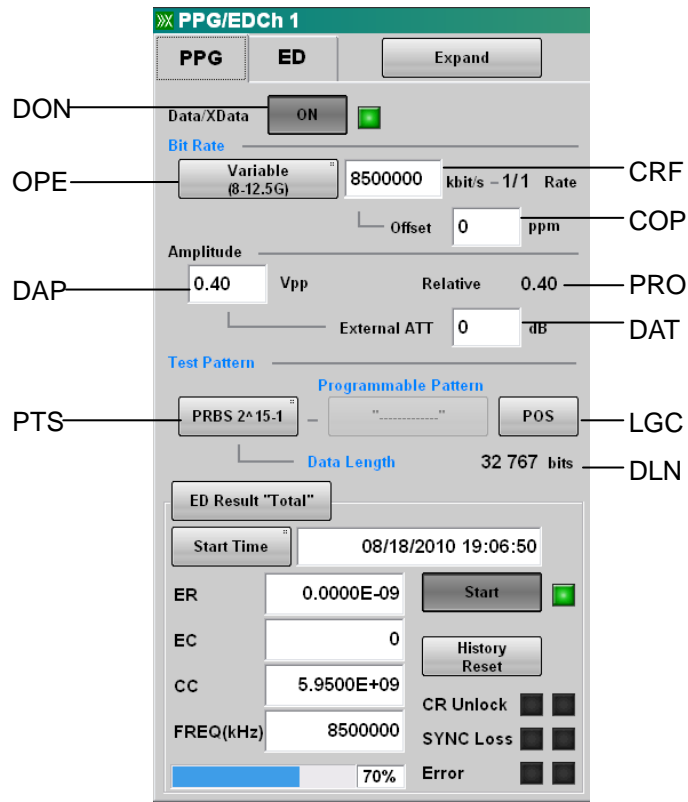 PPG/EDCh 1
PPG ED Expand
DON Data/XData ON
Bit Rate
OPE Variable (8-12.5G) 8500000 kbit/s - 1/1 Rate CRF
Offset 0 ppm COP
Amplitude
DAP 0.40 Vpp Relative 0.40 PRO
External ATT 0 dB DAT
Test Pattern
Programmable Pattern
PTS PRBS 2^15-1 - "-------------" POS LGC
Data Length 32 767 bits DLN
ED Result "Total"
Start Time 08/18/2010 19:06:50
ER 0.0000E-09 Start
EC 0 History Reset
CC 5.9500E+09
CR Unlock
FREQ(kHz) 8500000
SYNC Loss
70% Error